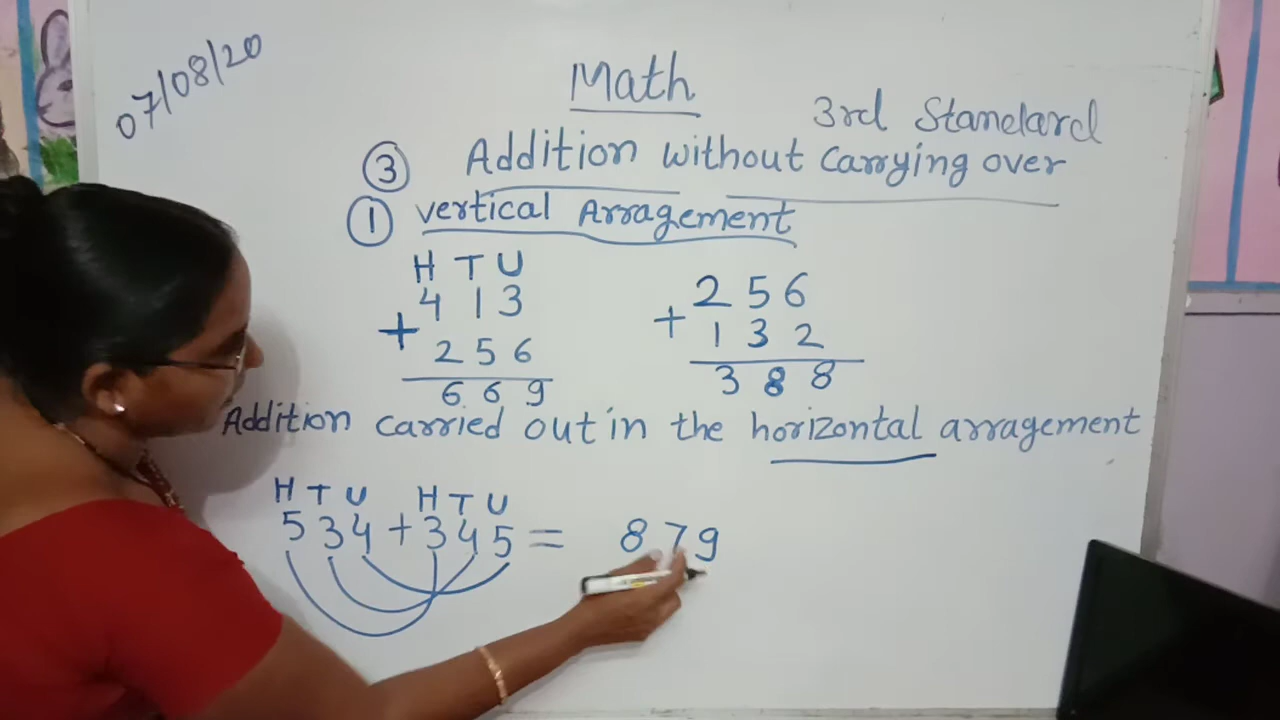 07/08/20
Math
3rd Standard
③ Addition without Carrying over
① vertical Arragement
H T U
4 1 3
+
2 5 6
6 6 9
2 5 6
+ 1 3 2
3 8 8
Addition carried out in the horizontal arragement
H T U H T U
5 3 4 + 3 4 5 = 8 7 9